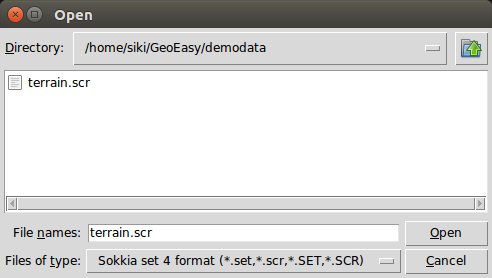 Open
Directory: /home/siki/GeoEasy/demodata
terrain.scr
File names: terrain.scr Open
Files of type: Sokkia set 4 format (*.set,*.scr,*.SET,*.SCR) Cancel